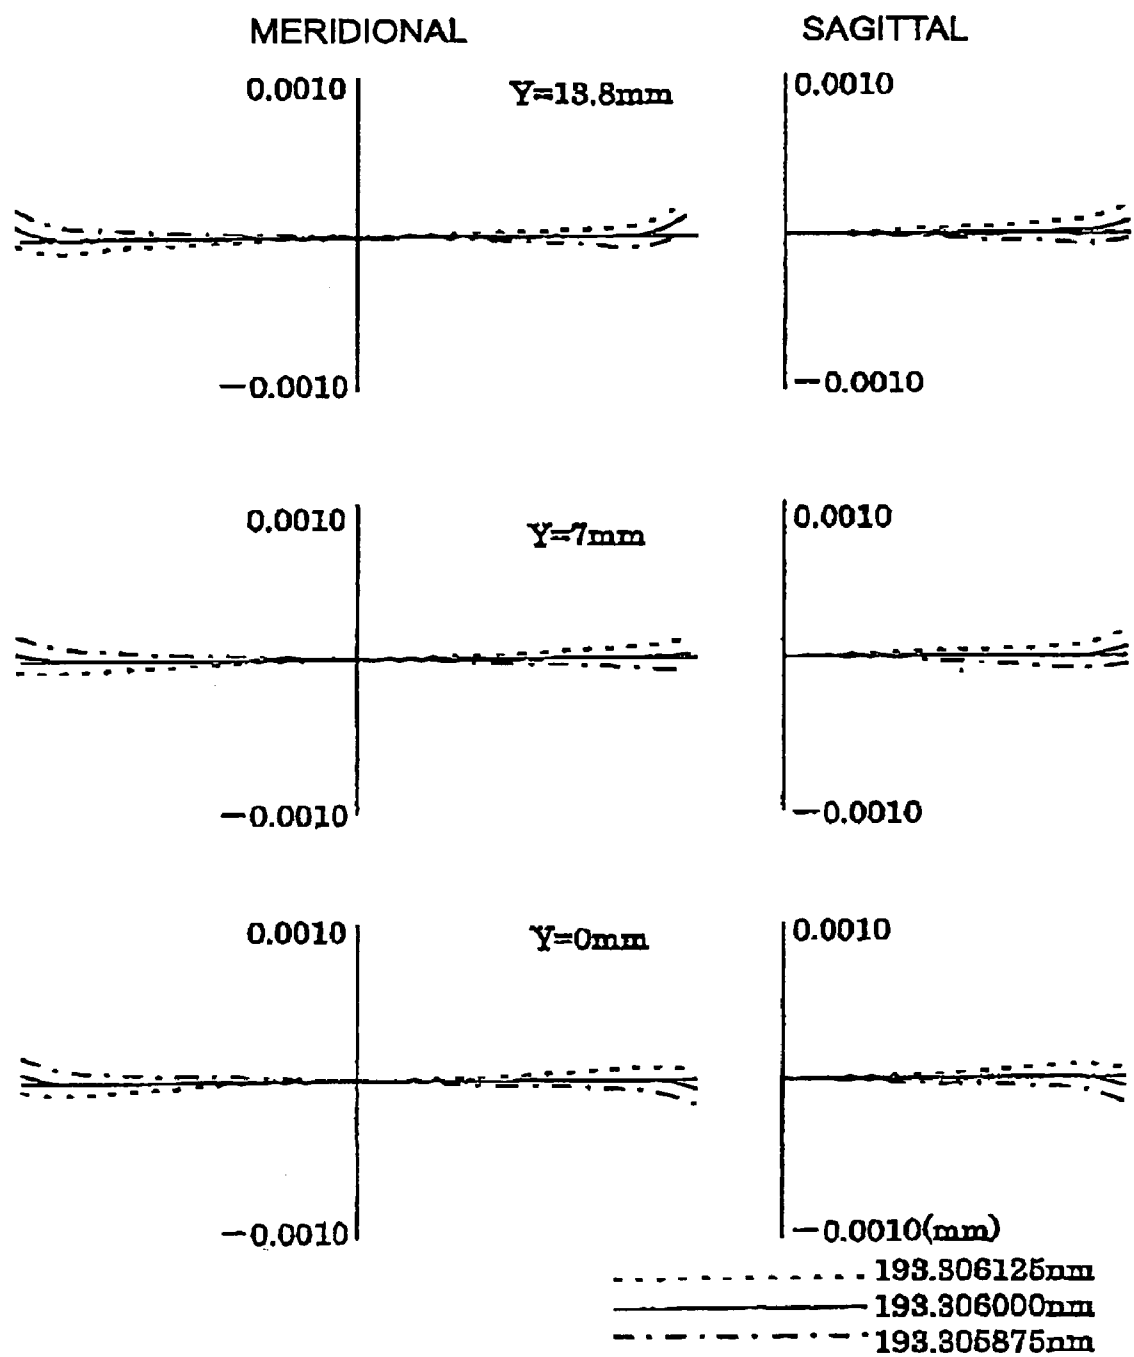 MERIDIONAL SAGITTAL
0.0010 Y=13.8mm 0.0010
−0.0010 −0.0010
0.0010 Y=7mm 0.0010
−0.0010 −0.0010
0.0010 Y=0mm 0.0010
−0.0010 −0.0010(mm)
193.306125nm
193.306000nm
193.305875nm